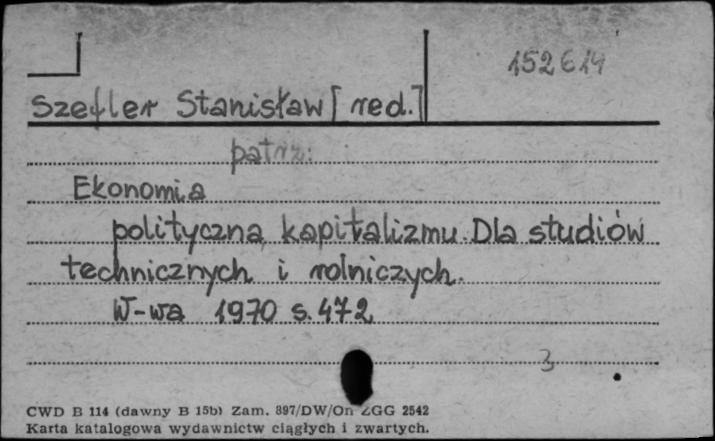 152614
Szefler Stanisław [red.]
patrz:
Ekonomia
polityczna kapitalizmu. Dla studiów
technicznych i rolniczych.
W-wa 1970 s. 472
3
CWD B 114 (dawny B 15b) Zam. 897/DW/On ZGG 2542
Karta katalogowa wydawnictw ciągłych i zwartych.